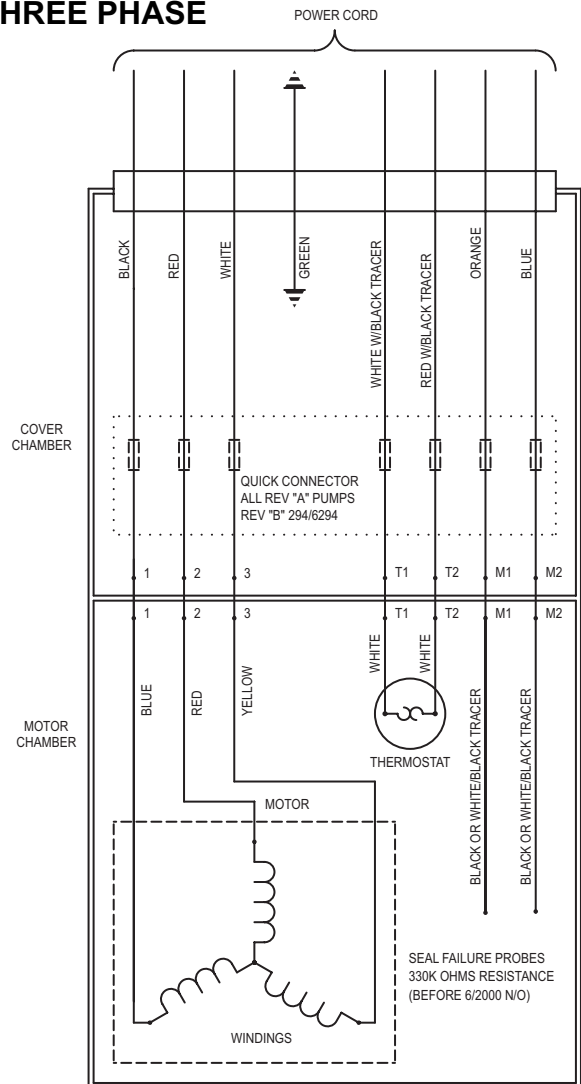 HREE PHASE
POWER CORD
BLACK
RED
WHITE
GREEN
WHITE W/BLACK TRACER
RED W/BLACK TRACER
ORANGE
BLUE
COVER
CHAMBER
QUICK CONNECTOR
ALL REV "A" PUMPS
REV "B" 294/6294
1
2
3
T1
T2
M1
M2
1
2
3
T1
T2
M1
M2
BLUE
RED
YELLOW
WHITE
WHITE
BLACK OR WHITE/BLACK TRACER
BLACK OR WHITE/BLACK TRACER
MOTOR
CHAMBER
THERMOSTAT
MOTOR
WINDINGS
SEAL FAILURE PROBES
330K OHMS RESISTANCE
(BEFORE 6/2000 N/O)